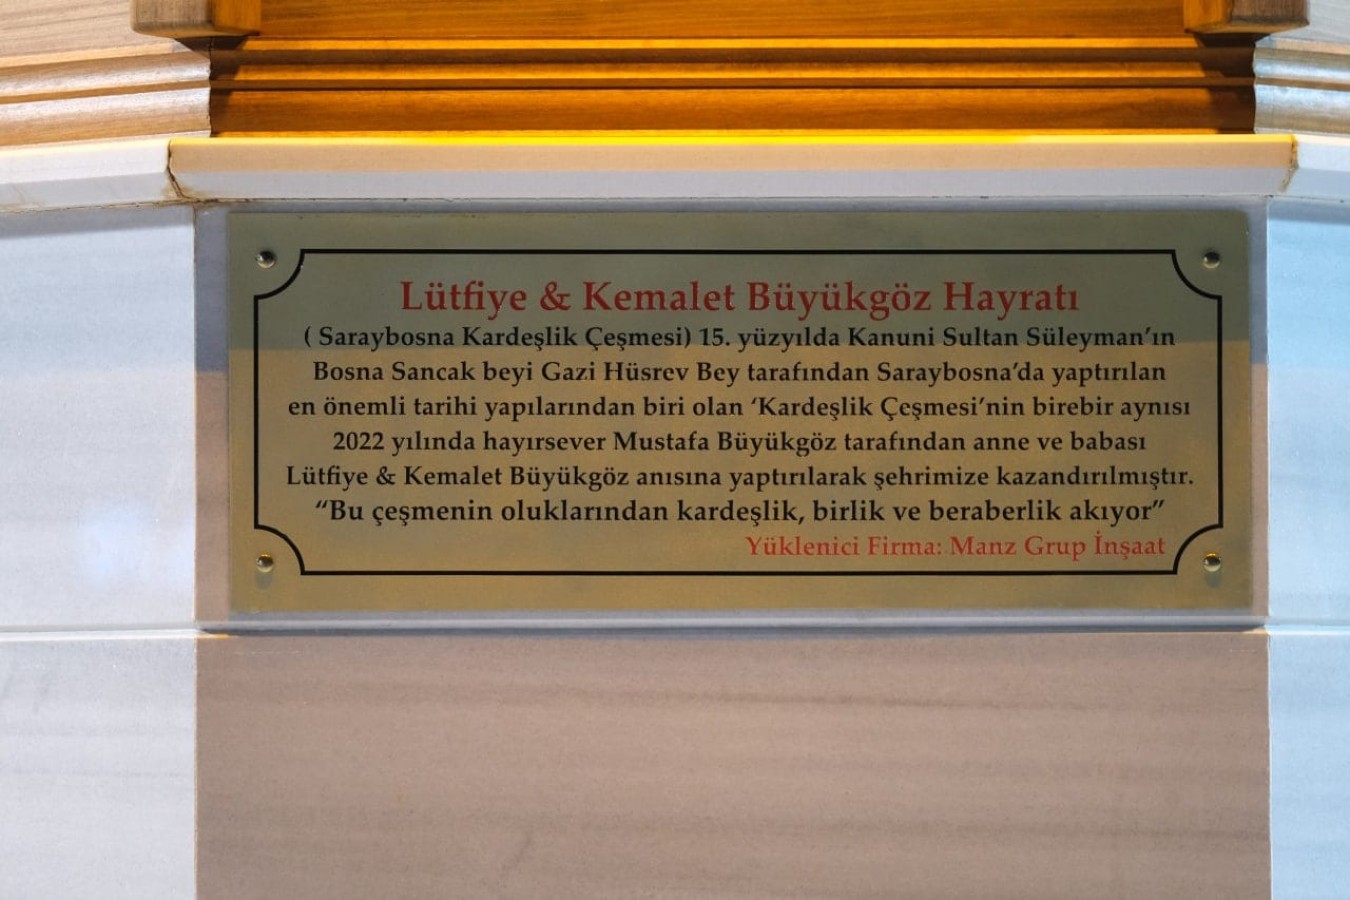 Lütfiye & Kemalet Büyükgöz Hayratı
( Saraybosna Kardeşlik Çeşmesi) 15. yüzyılda Kanuni Sultan Süleyman’ın
Bosna Sancak beyi Gazi Hüsrev Bey tarafından Saraybosna’da yaptırılan
en önemli tarihi yapılarından biri olan ‘Kardeşlik Çeşmesi’nin birebir aynısı
2022 yılında hayırsever Mustafa Büyükgöz tarafından anne ve babası
Lütfiye & Kemalet Büyükgöz anısına yaptırılarak şehrimize kazandırılmıştır.
“Bu çeşmenin oluklarından kardeşlik, birlik ve beraberlik akıyor”
Yüklenici Firma: Manz Grup İnşaat